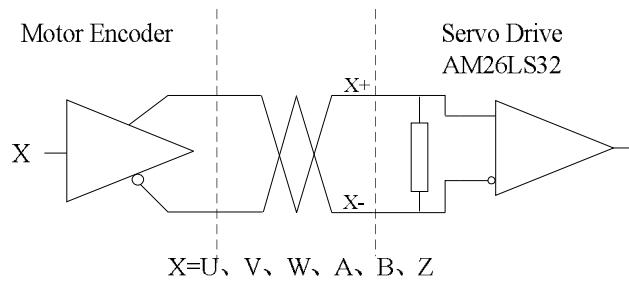 Motor Encoder
Servo Drive
AM26LS32
X+
X
X-
X=U、V、W、A、B、Z